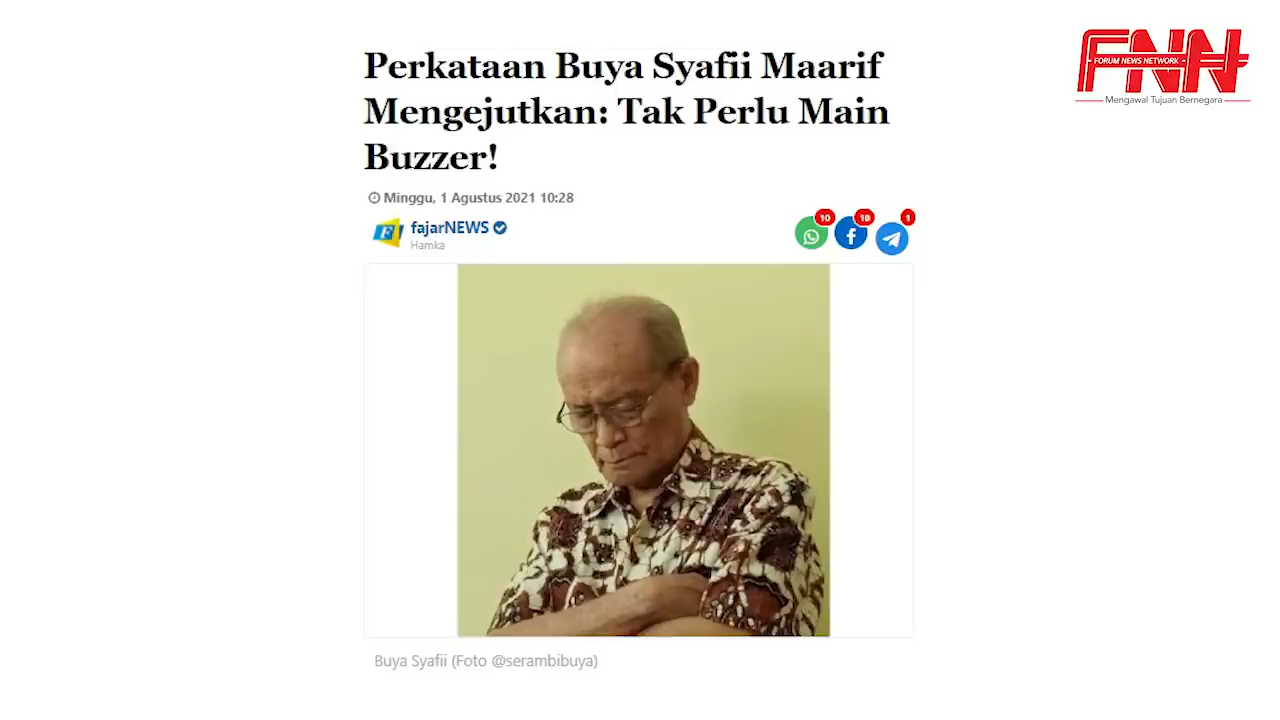 FNN
FORUM NEWS NETWORK
Mengawal Tujuan Bernegara
Perkataan Buya Syafii Maarif
Mengejutkan: Tak Perlu Main
Buzzer!
Minggu, 1 Agustus 2021 10:28
F fajarNEWS
Hamka
10 10 1
Buya Syafii (Foto @serambibuya)